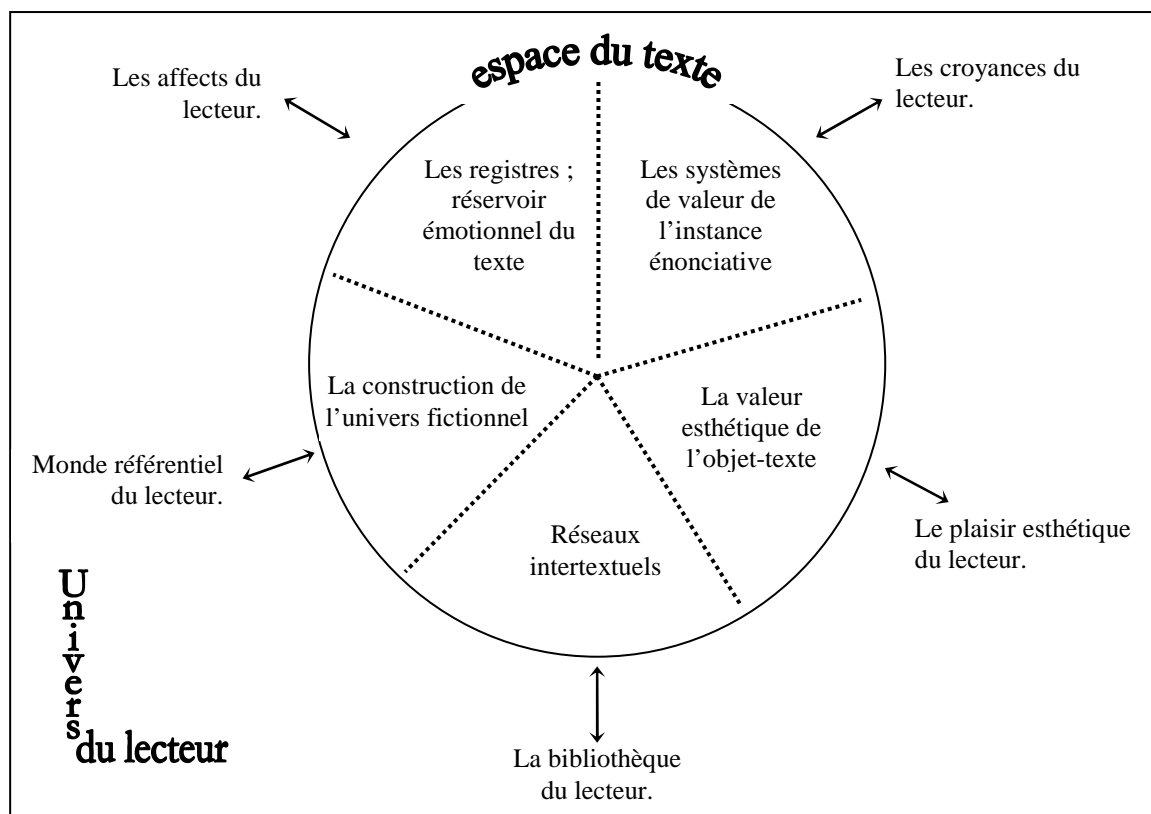 espace du texte
Les affects du
lecteur.
Les croyances du
lecteur.
Les registres ;
réservoir
émotionnel du
texte
Les systèmes
de valeur de
l’instance
énonciative
La construction de
l’univers fictionnel
La valeur
esthétique de
l’objet-texte
Monde référentiel
du lecteur.
Réseaux
intertextuels
Le plaisir esthétique
du lecteur.
Univers
du lecteur
La bibliothèque
du lecteur.